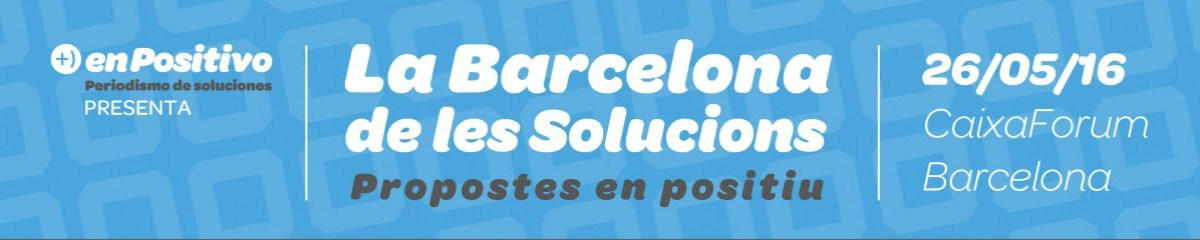 +) enPositivo
Periodismo de soluciones
PRESENTA
La Barcelona
de les Solucions
Propostes en positiu
26/05/16
CaixaForum
Barcelona